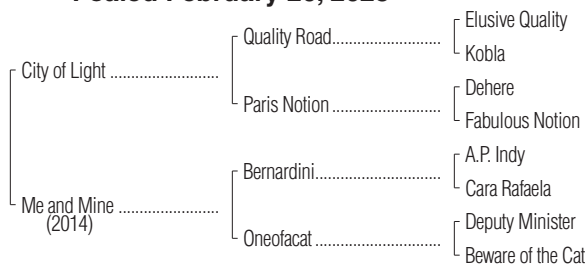 Foaled February
Elusive Quality
Quality Road
Kobla
City of Light
Dehere
Paris Notion
Fabulous Notion
A.P. Indy
Bernardini
Cara Rafaela
Me and Mine
(2014)
Deputy Minister
Oneofacat
Beware of the Cat